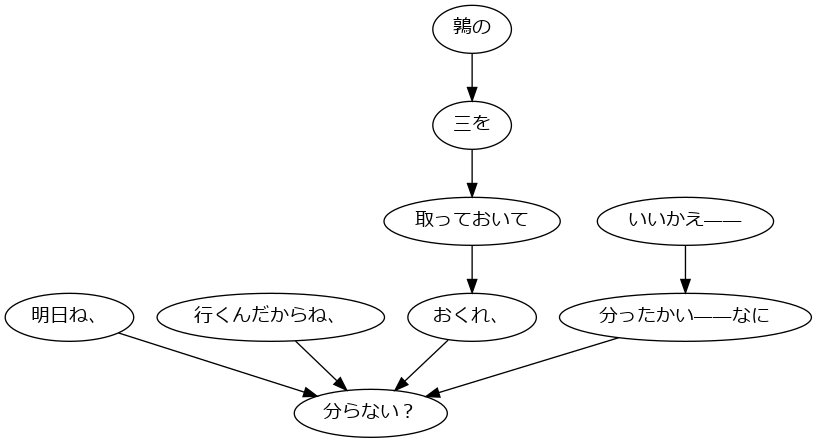 鶉の
三を
取っておいて
いいかえ——
明日ね、
行くんだからね、
おくれ、
分ったかい——なに
分らない？